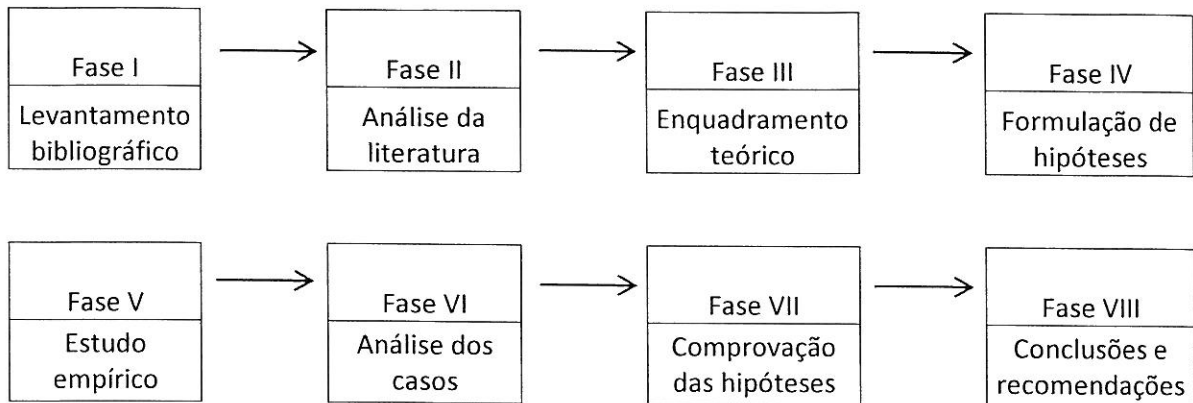 Fase I
Levantamento
bibliográfico
Fase II
Análise da
literatura
Fase III
Enquadramento
teórico
Fase IV
Formulação de
hipóteses
Fase V
Estudo
empírico
Fase VI
Análise dos
casos
Fase VII
Comprovação
das hipóteses
Fase VIII
Conclusões e
recomendações